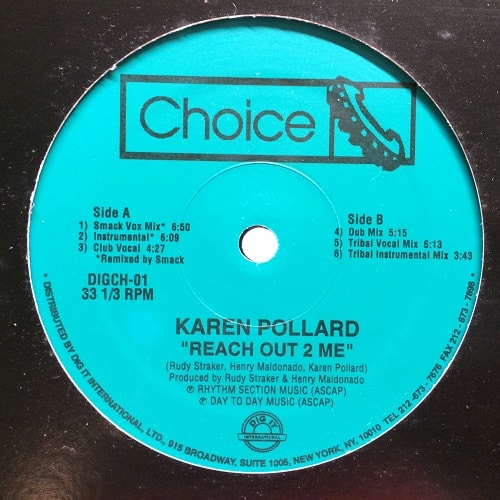 Choice
Side A
1) Smack Vox Mix* 6:50
2) Instrumental* 6:09
3) Club Vocal 4:27
*Remixed by Smack
DIGCH-01
33 1/3 RPM
Side B
4) Dub Mix 5:15
5) Tribal Vocal Mix 6:13
6) Tribal Instrumental Mix 3:43
KAREN POLLARD
"REACH OUT 2 ME"
(Rudy Straker, Henry Maldonado, Karen Pollard)
Produced by Rudy Straker & Henry Maldonado
℗ RHYTHM SECTION MUSIC (ASCAP)
℗ DAY TO DAY MUSIC (ASCAP)
DIG IT
INTERNATIONAL
• DISTRIBUTED BY DIG IT INTERNATIONAL, LTD., 915 BROADWAY, SUITE 1005, NEW YORK, NY, 10010 TEL 212-673-7676 FAX 212-673-7898 •